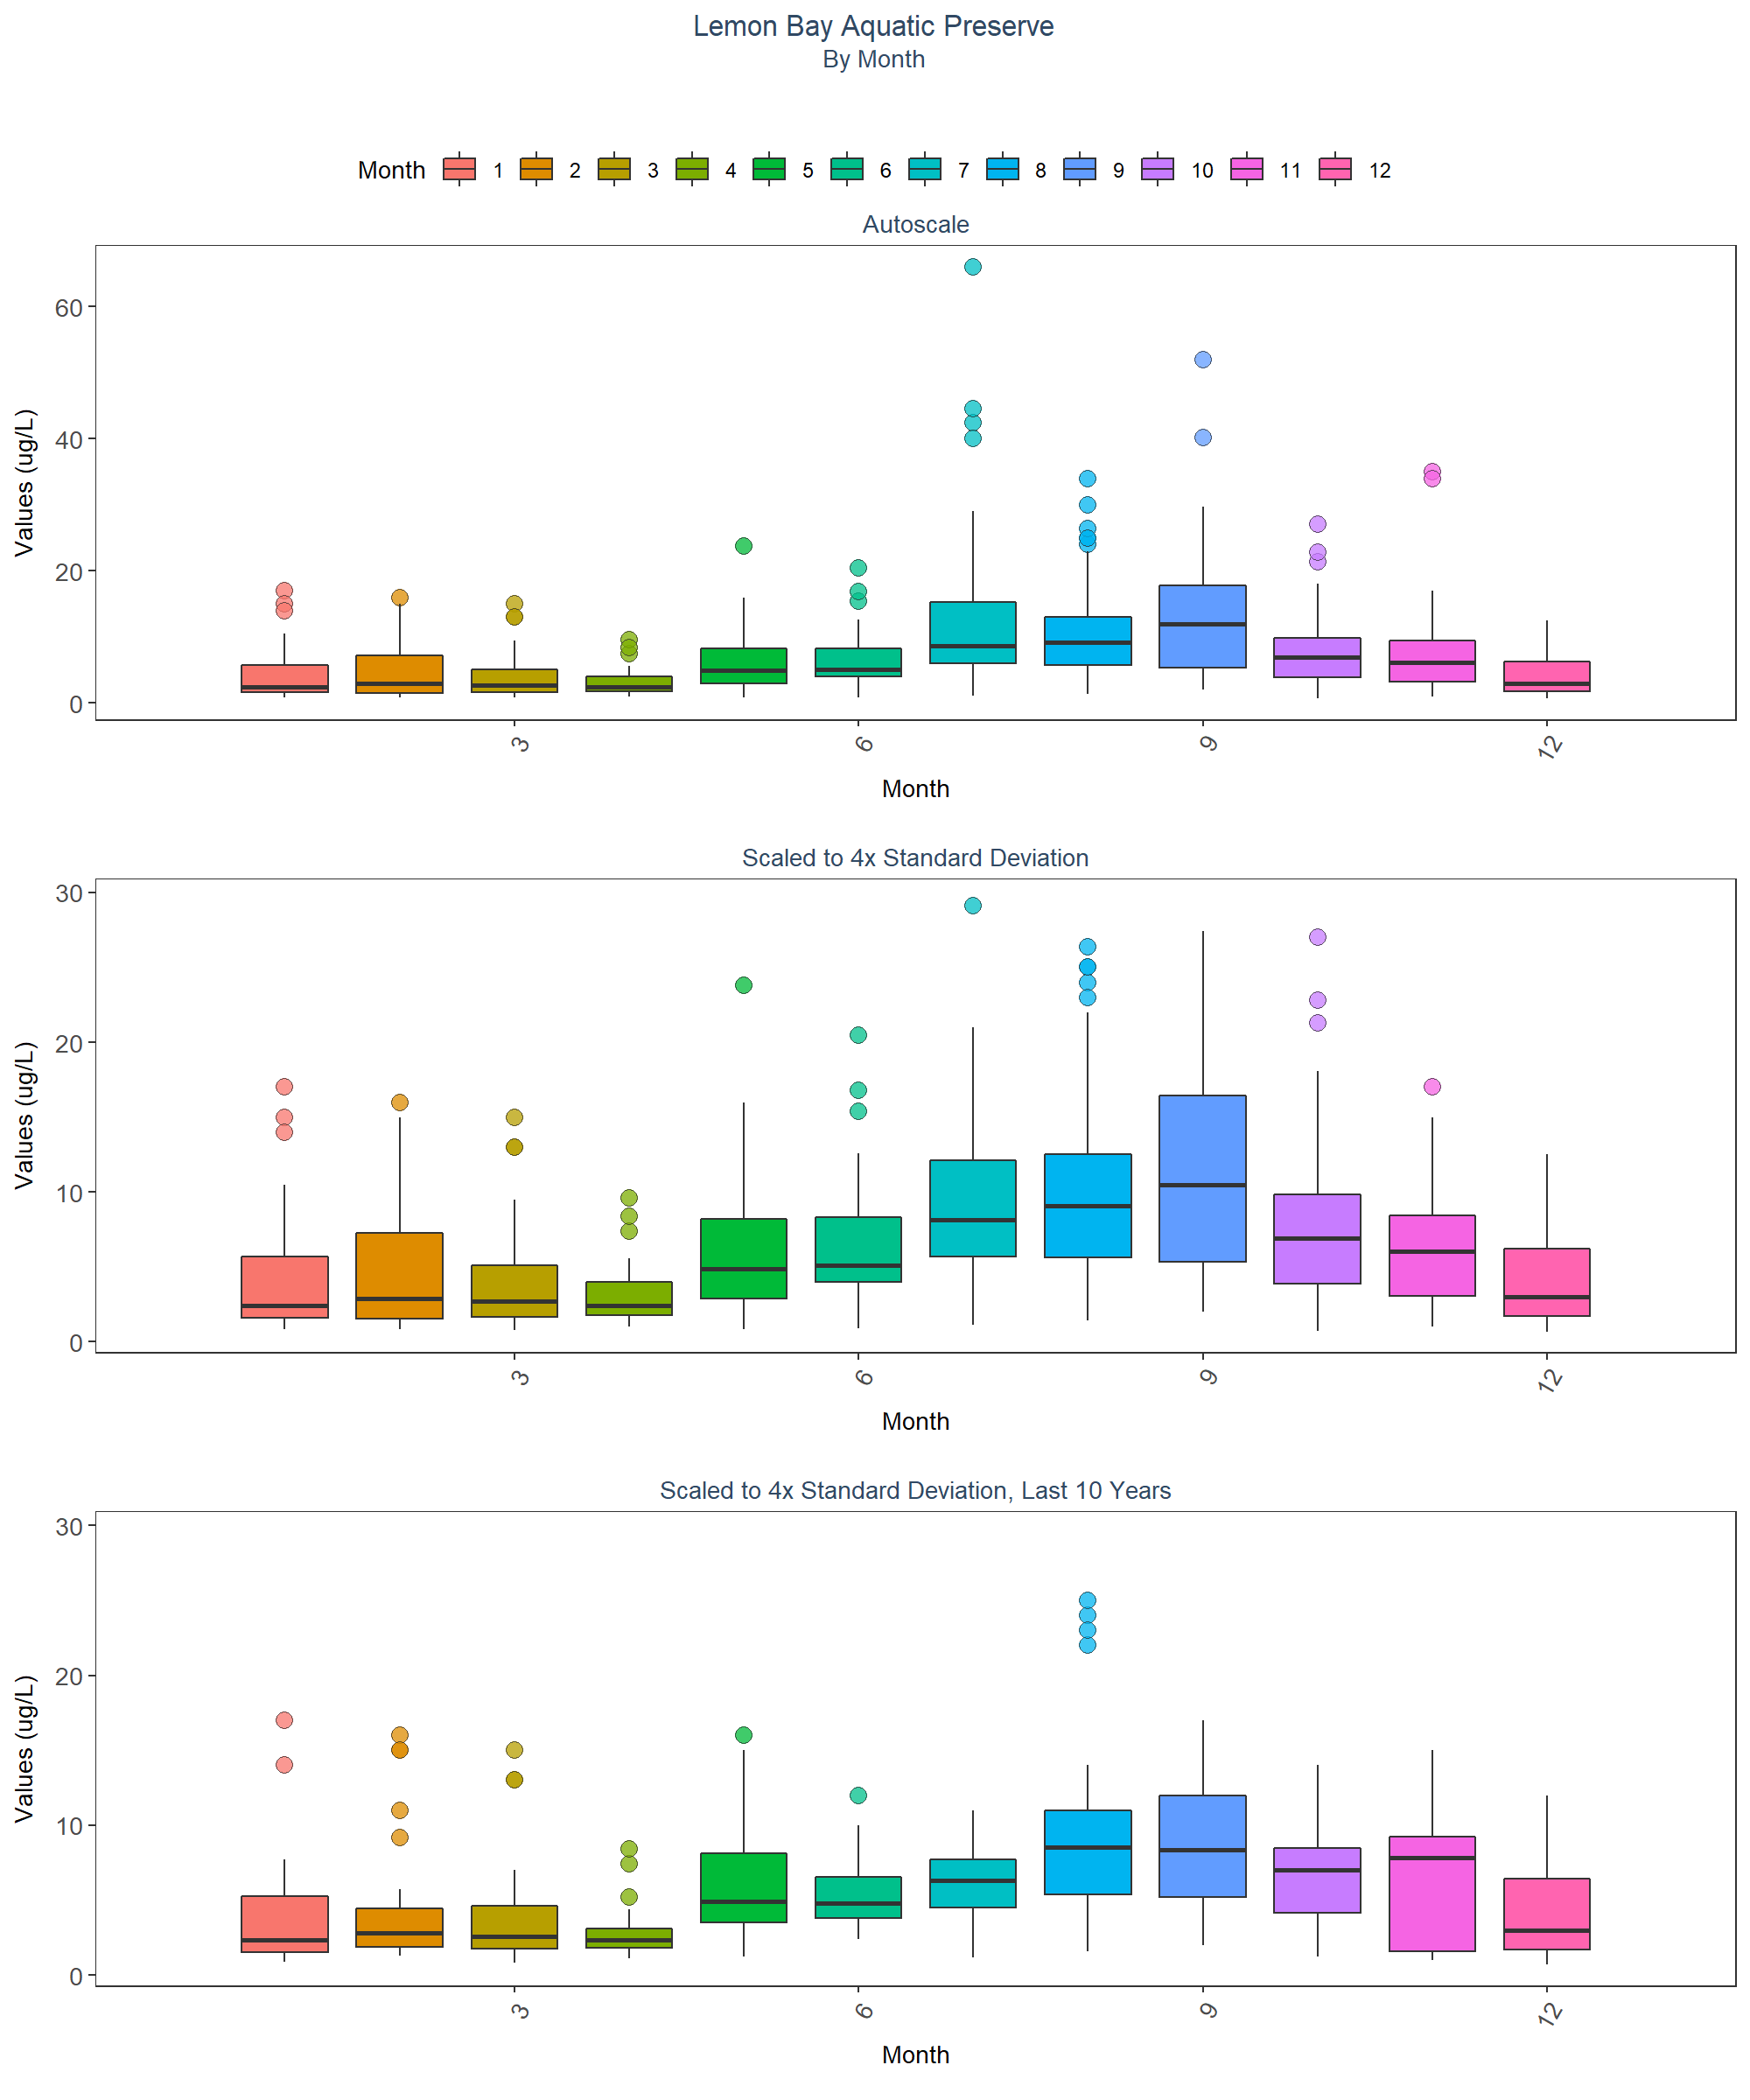 Lemon Bay Aquatic Preserve
By Month
Month 1 2 3 4 5 6 7 8 9 10 11 12
Autoscale
Values (ug/L)
60
40
20
0
3 6 9 12
Month
Scaled to 4x Standard Deviation
Values (ug/L)
30
20
10
0
3 6 9 12
Month
Scaled to 4x Standard Deviation, Last 10 Years
Values (ug/L)
30
20
10
0
3 6 9 12
Month